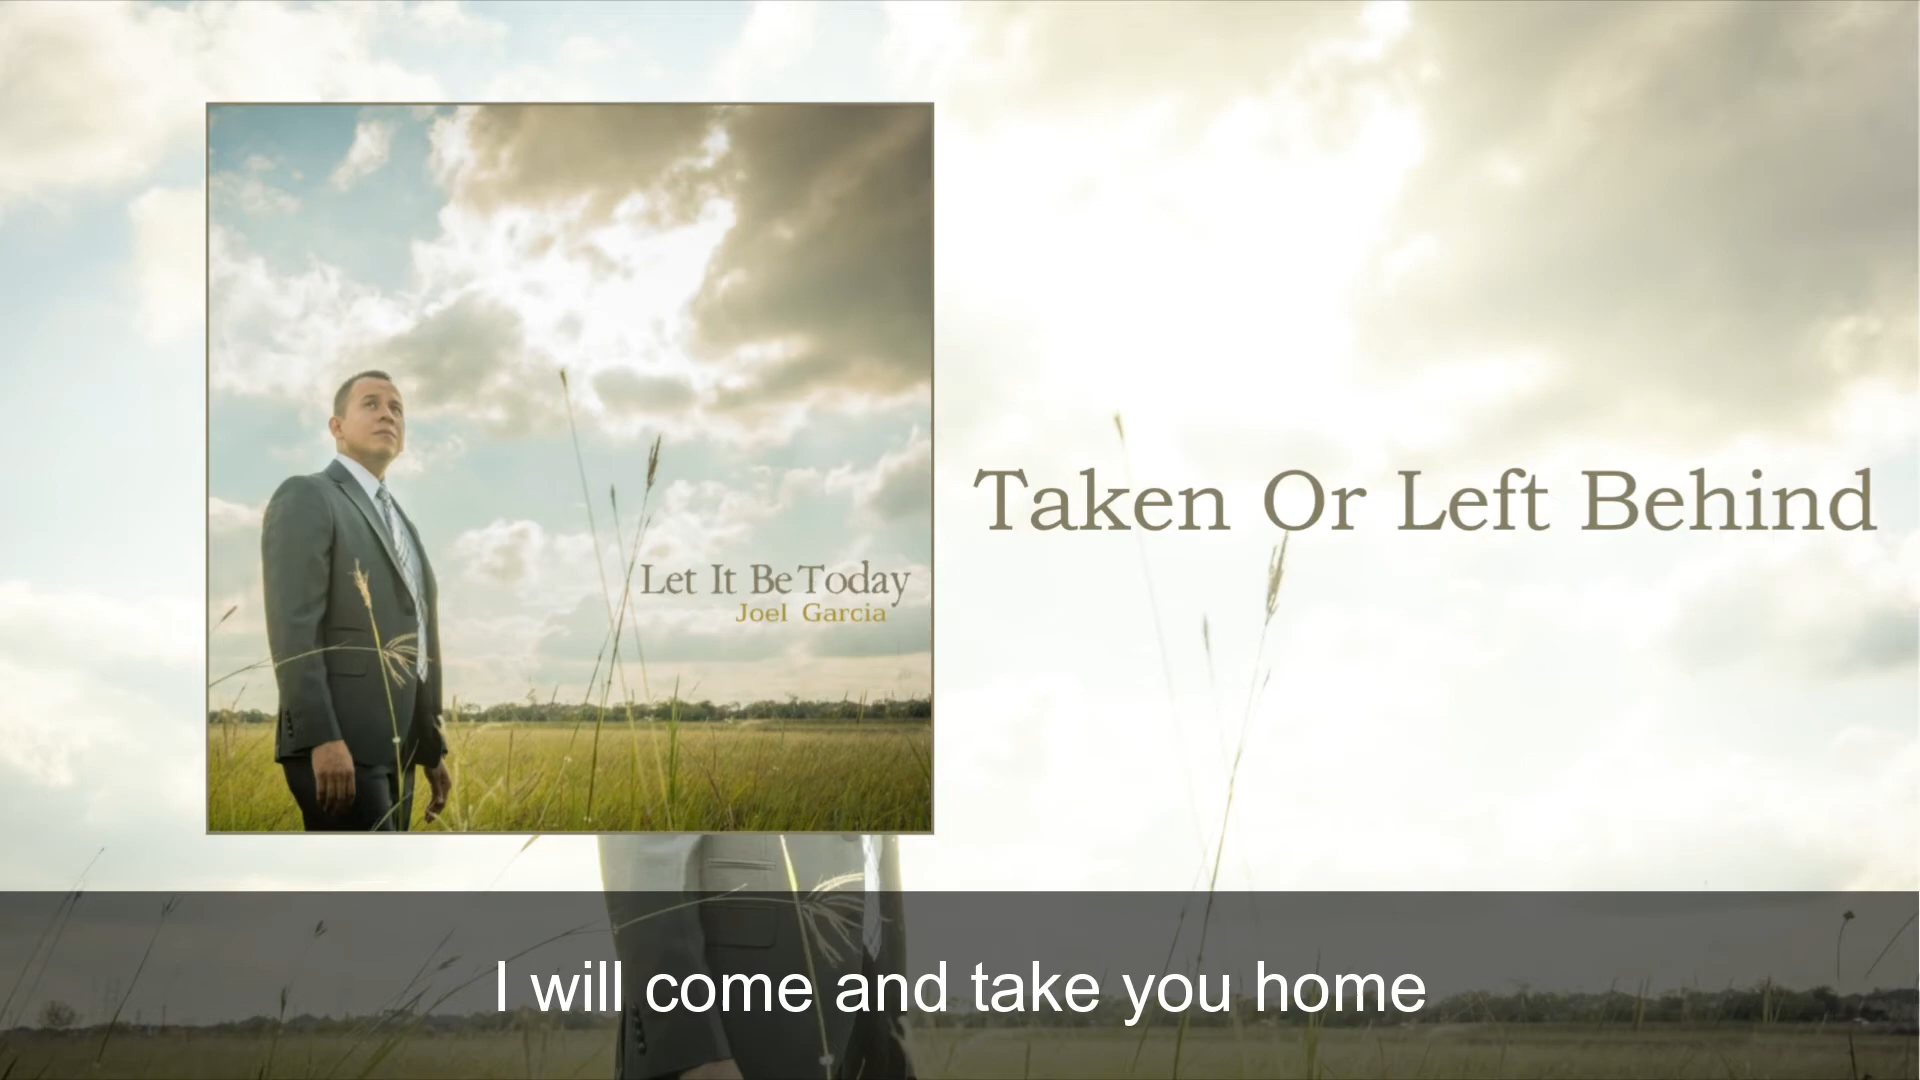 Let It Be Today
Joel Garcia
Taken Or Left Behind
I will come and take you home